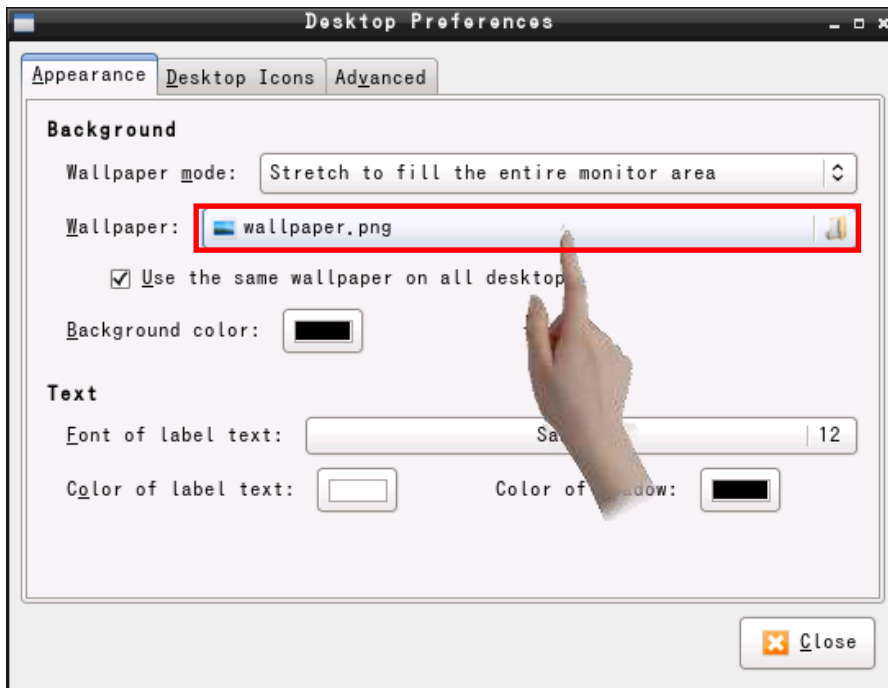 Desktop Preferences
Appearance Desktop Icons Advanced
Background
Wallpaper mode: Stretch to fill the entire monitor area
Wallpaper: wallpaper.png
Use the same wallpaper on all desktop
Background color:
Text
Font of label text: 12
Color of label text: Color of
Close